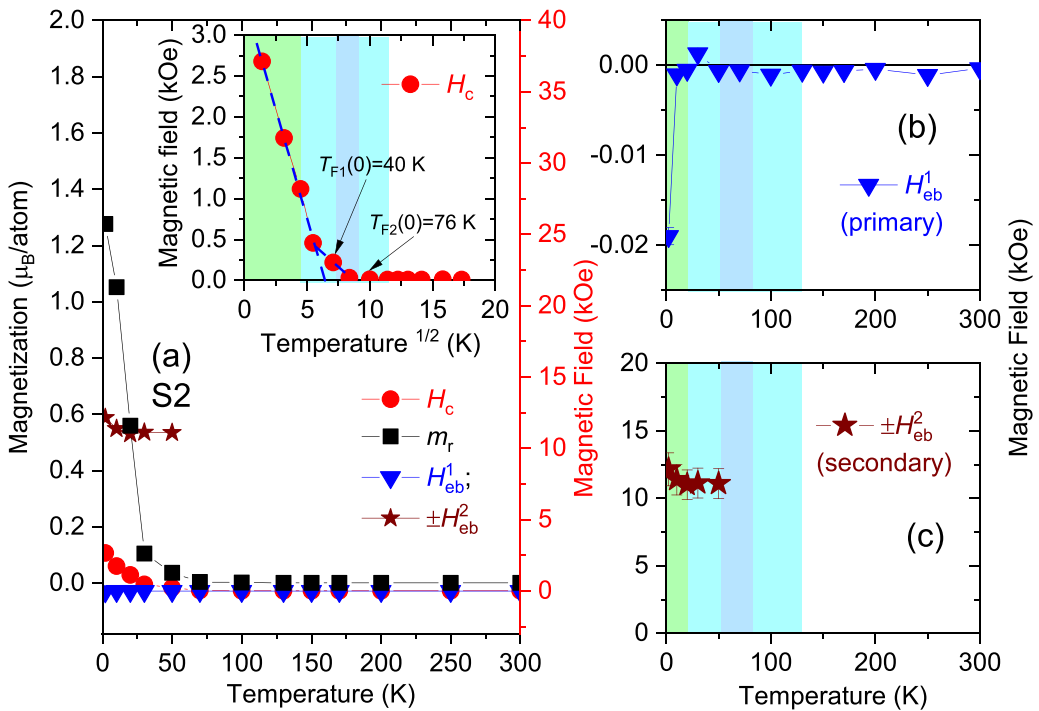 Magnetization (μB/atom)
2.0
1.8
1.6
1.4
1.2
1.0
0.8
0.6
0.4
0.2
0.0
0 50 100 150 200 250 300
Temperature (K)
(a)
S2
Hc
mr
H¹eb;
±H²eb
40
35
30
25
20
15
10
5
0
Magnetic Field (kOe)
Magnetic field (kOe)
3.0
2.5
2.0
1.5
1.0
0.5
0.0
0 5 10 15 20
Temperature 1/2 (K)
Hc
TF1(0)=40 K
TF2(0)=76 K
0.00
-0.01
-0.02
(b)
H¹eb
(primary)
0 100 200 300
Temperature (K)
20
15
10
5
0
±H²eb
(secondary)
(c)
0 100 200 300
Temperature (K)
Magnetic Field (kOe)